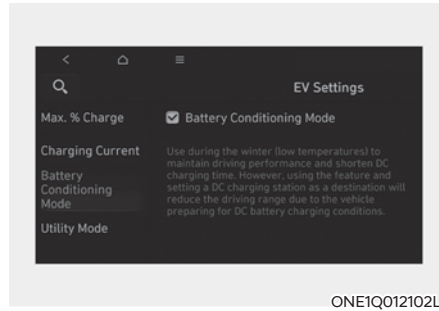 EV Settings
Max. % Charge
Charging Current
Battery
Conditioning
Mode
Utility Mode
Battery Conditioning Mode
Use during the winter (low temperatures) to
maintain driving performance and shorten DC
charging time. However, using the feature and
setting a DC charging station as a destination will
reduce the driving range due to the vehicle
preparing for DC battery charging conditions.
ONE1Q012102L